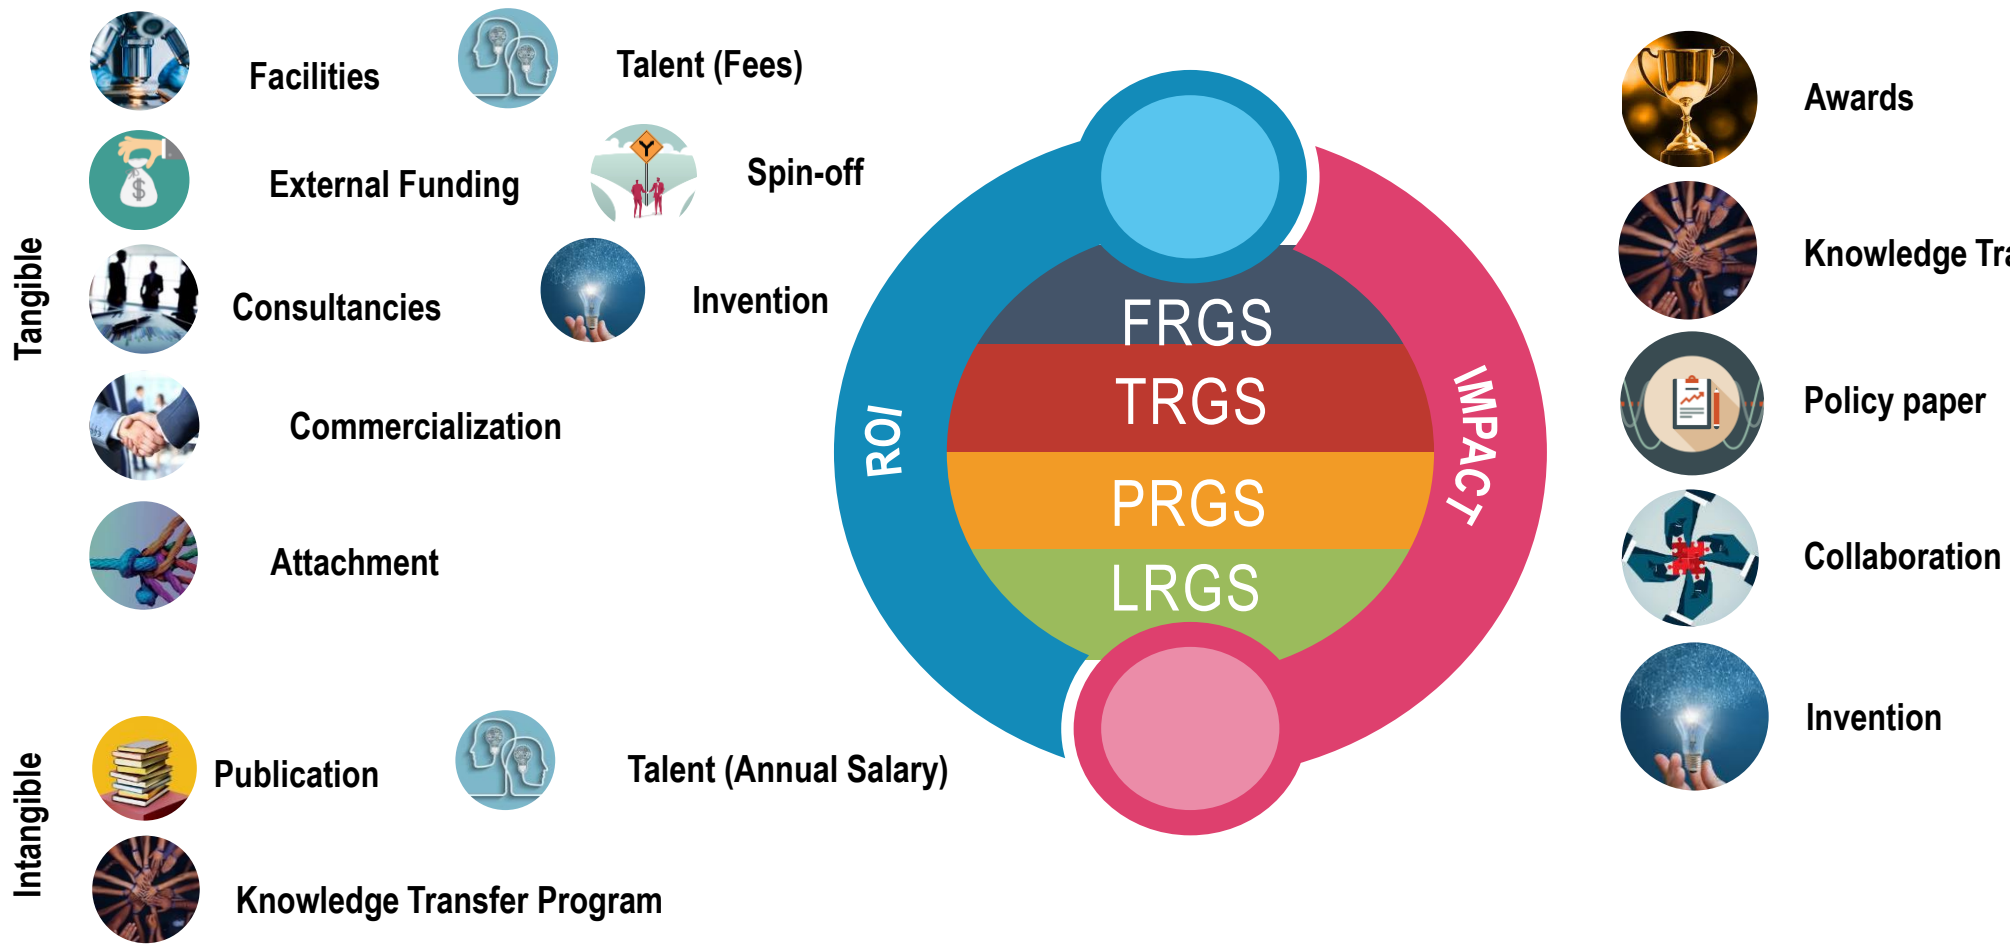 Tangible
Facilities
Talent (Fees)
External Funding
Spin-off
Consultancies
Invention
Commercialization
Attachment
Intangible
Publication
Talent (Annual Salary)
Knowledge Transfer Program
ROI
FRGS
TRGS
PRGS
LRGS
IMPACT
Awards
Knowledge
Policy paper
Collaboration
Invention